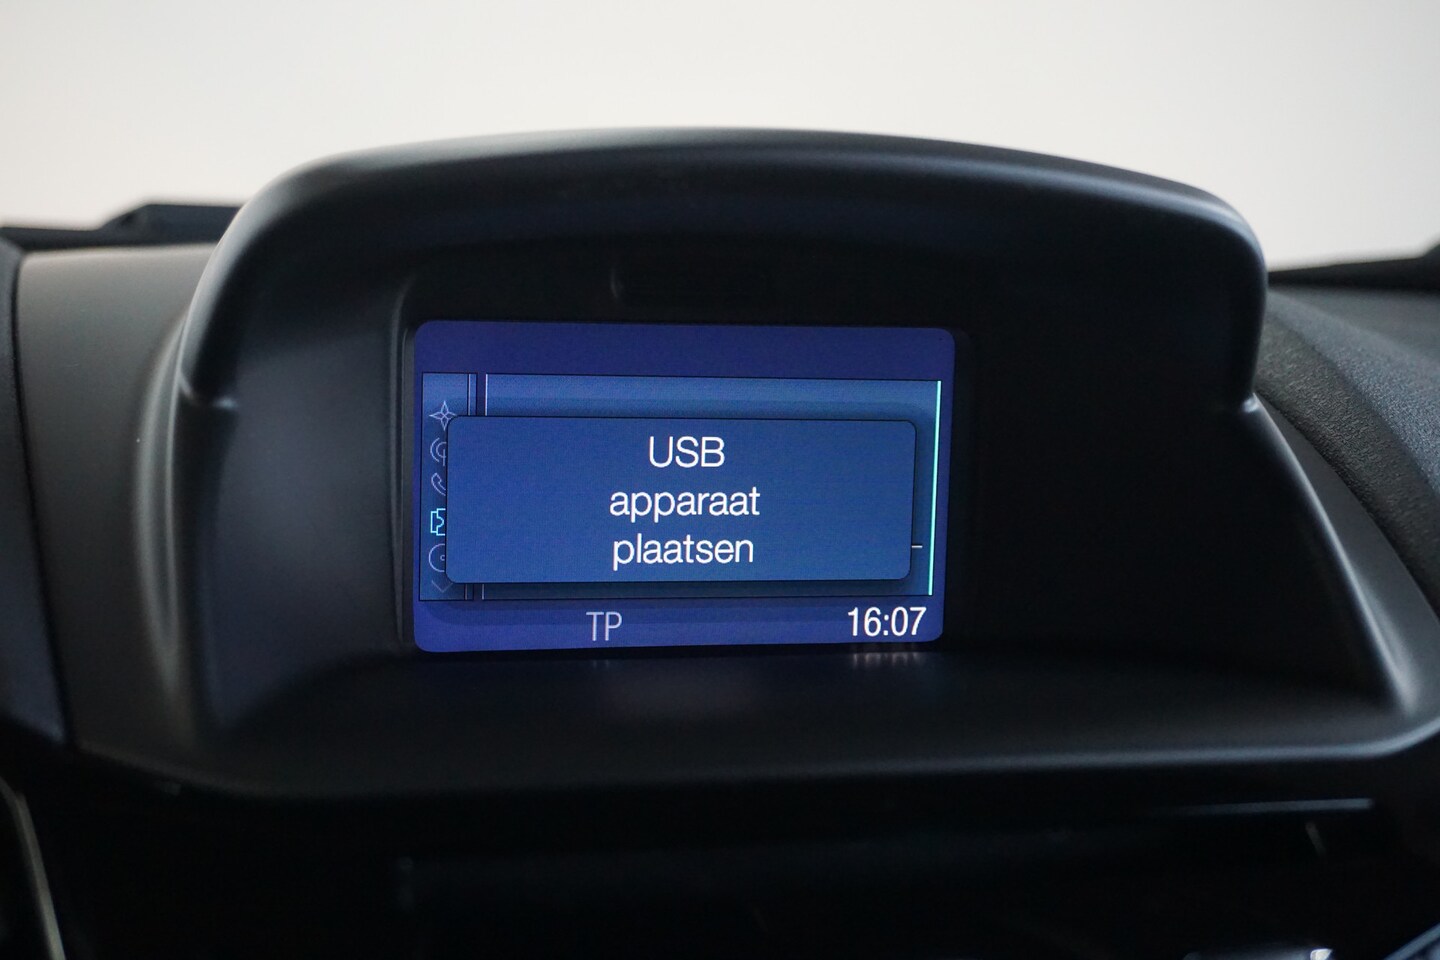 USB
apparaat
plaatsen
TP 16:07